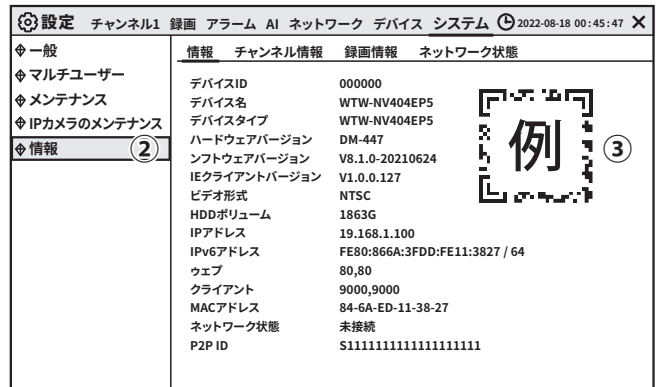 設定 チャンネル1 録画 アラーム AI ネットワーク デバイス システム 2022-08-18 00:45:47 ×
一般
マルチユーザー
メンテナンス
IPカメラのメンテナンス
情報 ②
情報 チャンネル情報 録画情報 ネットワーク状態
デバイスID 000000
デバイス名 WTW-NV404EP5
デバイスタイプ WTW-NV404EP5
ハードウェアバージョン DM-447
ンフトウェアバージョン V8.1.0-20210624
IEクライアントバージョン V1.0.0.127
ビデオ形式 NTSC
HDDボリューム 1863G
IPアドレス 19.168.1.100
IPv6アドレス FE80:866A:3FDD:FE11:3827 / 64
ウェブ 80,80
クライアント 9000,9000
MACアドレス 84-6A-ED-11-38-27
ネットワーク状態 未接続
P2P ID S1111111111111111111
例 ③